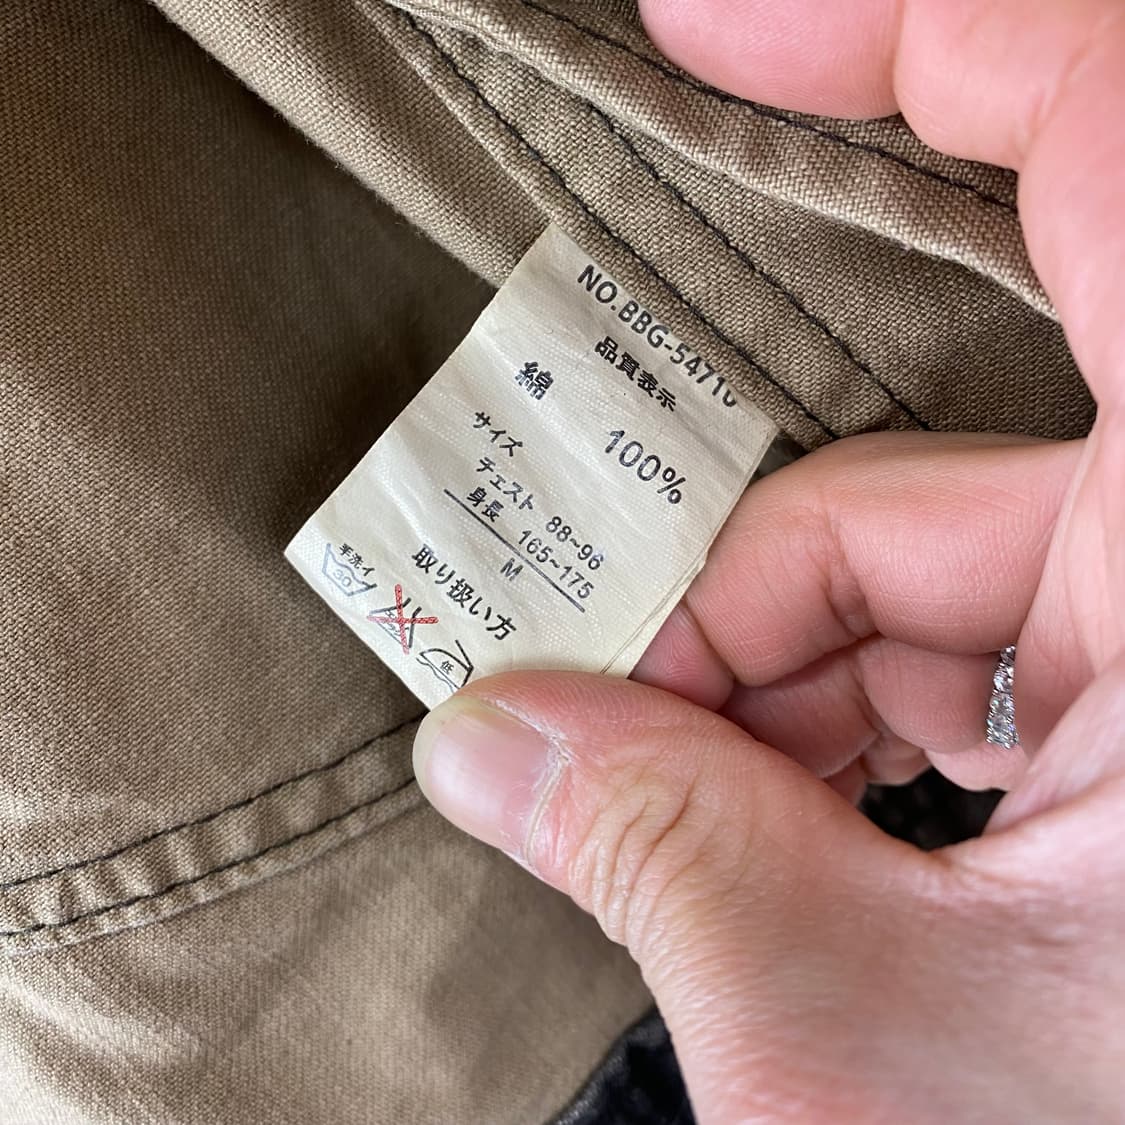 NO.BBG-54710
品質表示
綿 100%
サイズ
チェスト 88~96
身長 165~175
M
取り扱い方
手洗イ
30
低